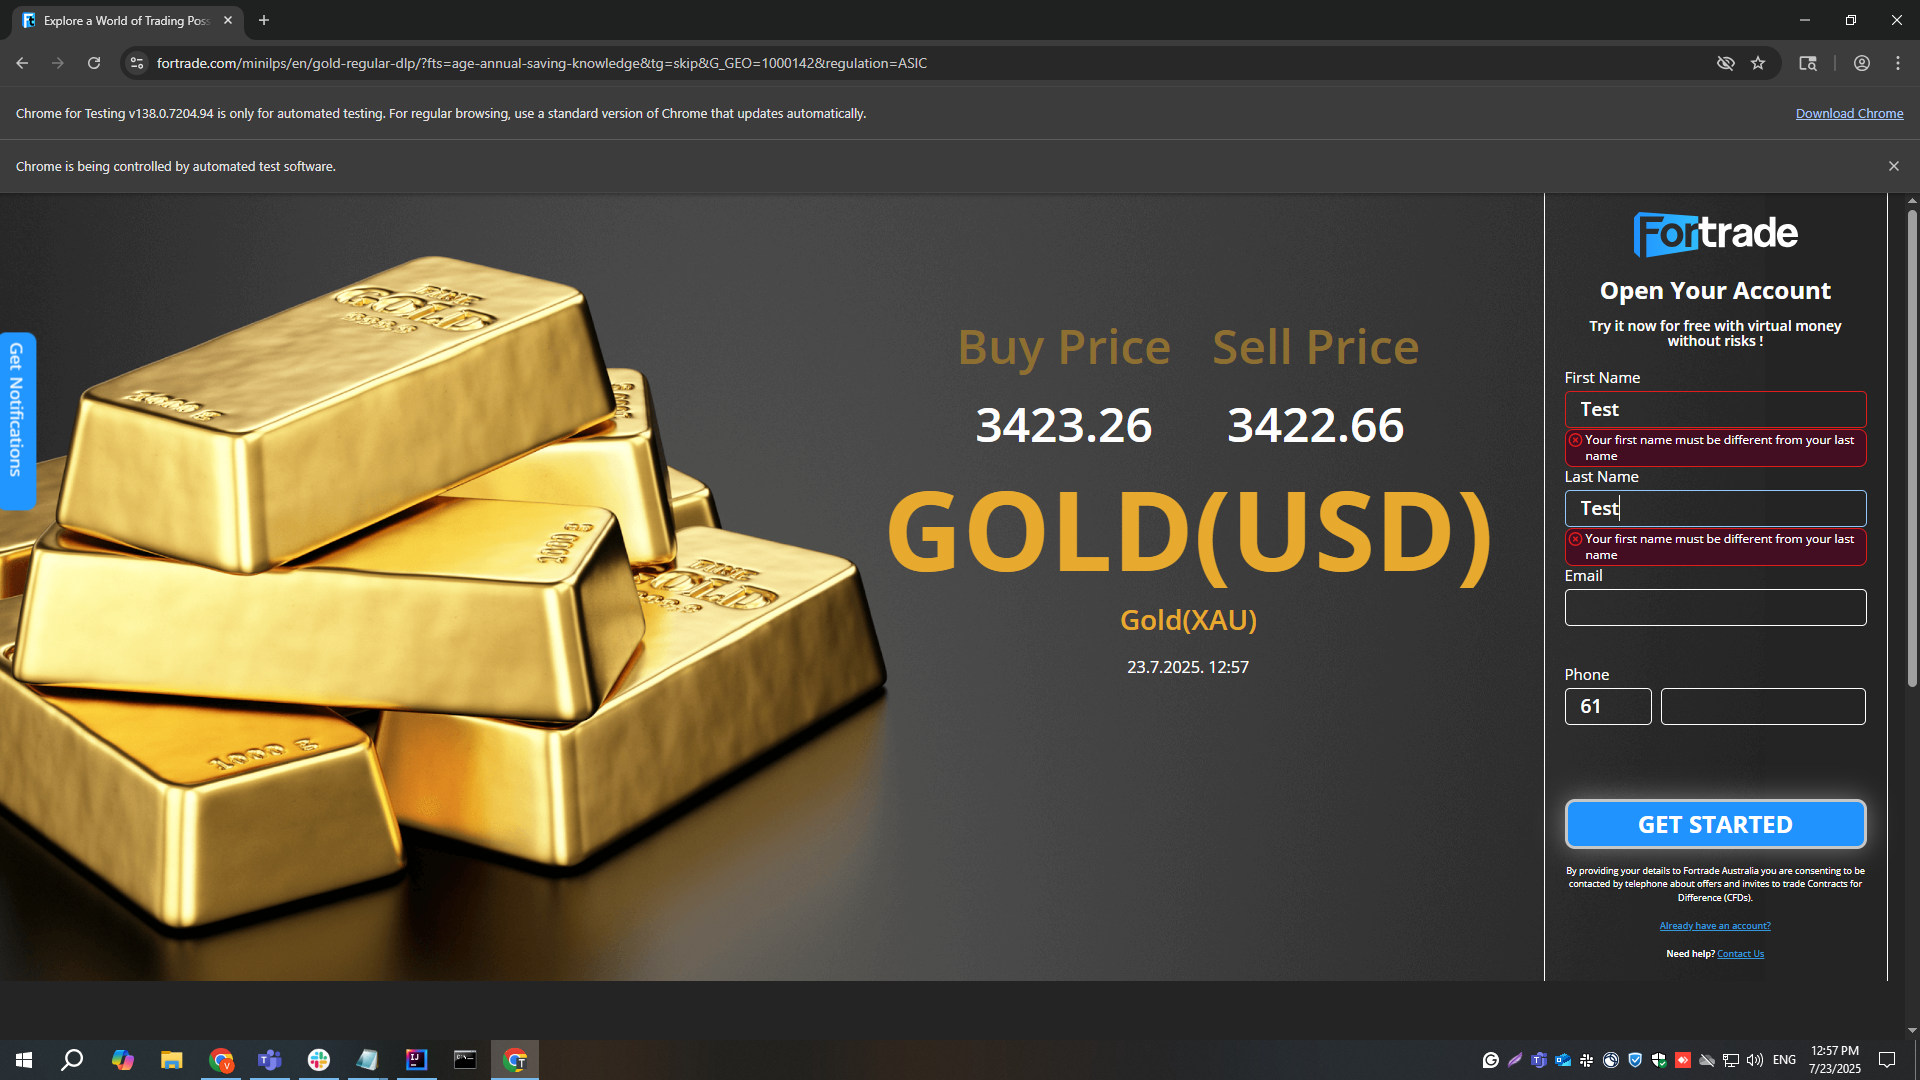 Explore a World of Trading Pos
fortrade.com/minilps/en/gold-regular-dlp/?fts=age-annual-saving-knowledge&tg=skip&G_GEO=1000142&regulation=ASIC
Chrome for Testing v138.0.7204.94 is only for automated testing. For regular browsing, use a standard version of Chrome that updates automatically.
Download Chrome
Chrome is being controlled by automated test software.
Get Notifications
FINE
GOLD
1000 g
FINE
GOLD
1000 g
Buy Price Sell Price
3423.26 3422.66
GOLD(USD)
Gold(XAU)
23.7.2025. 12:57
Fortrade
Open Your Account
Try it now for free with virtual money
without risks !
First Name
Test
Your first name must be different from your last
name
Last Name
Test
Your first name must be different from your last
name
Email
Phone
61
GET STARTED
By providing your details to Fortrade Australia you are consenting to be
contacted by telephone about offers and invites to trade Contracts for
Difference (CFDs).
Already have an account?
Need help? Contact Us
ENG
12:57 PM
7/23/2025